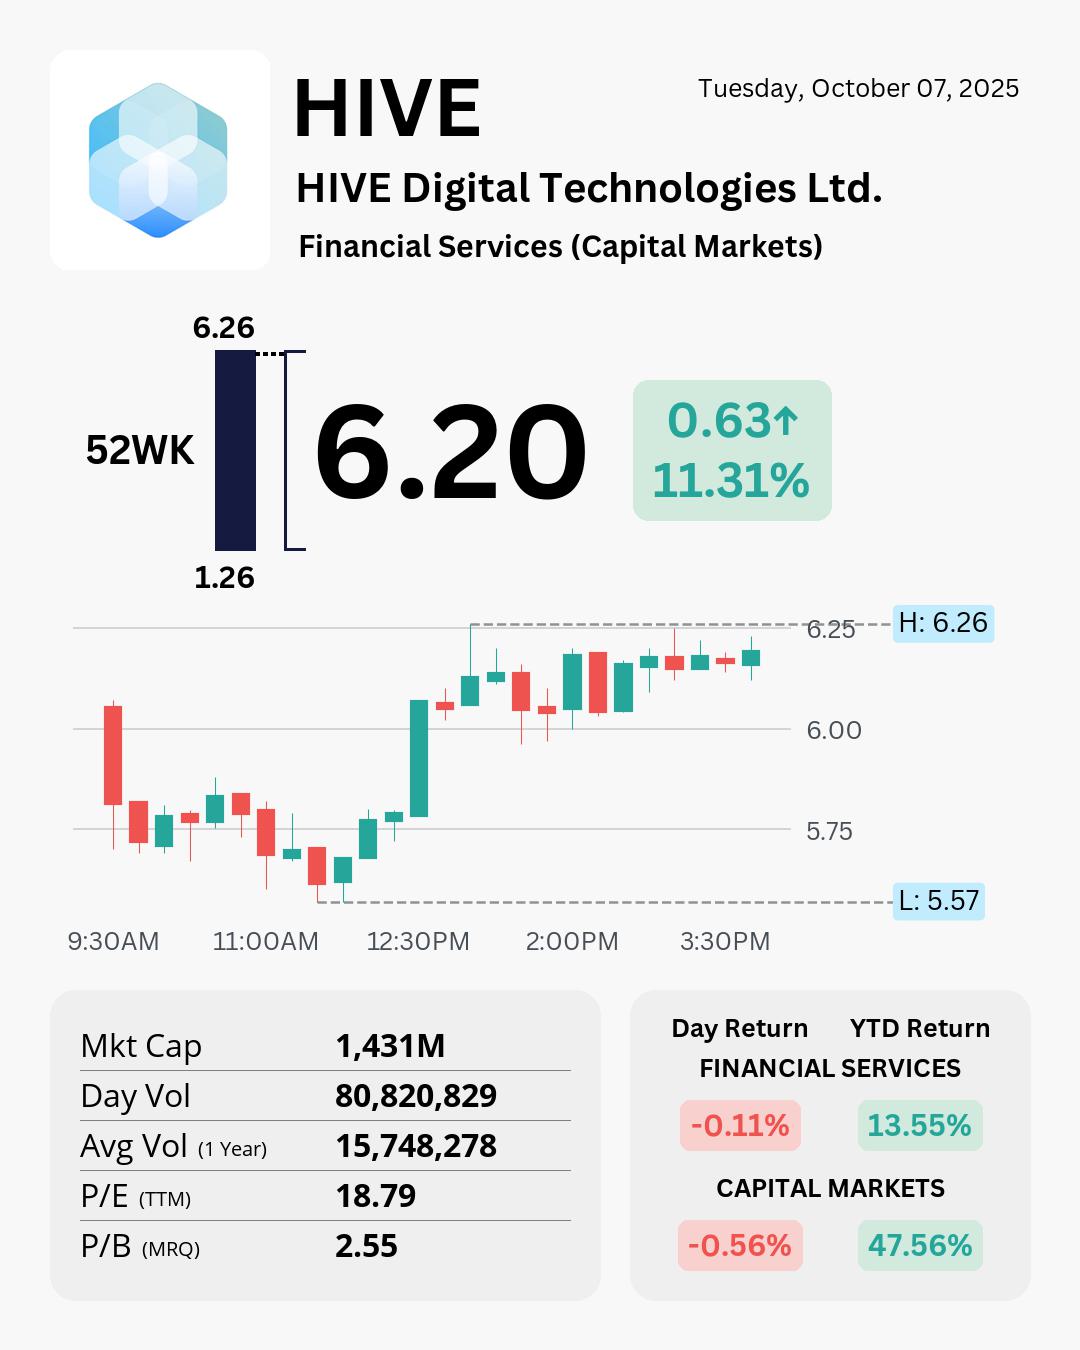 HIVE
Tuesday, October 07, 2025
HIVE Digital Technologies Ltd.
Financial Services (Capital Markets)
6.26
52WK
6.20
0.63↑
11.31%
1.26
6.25
H: 6.26
6.00
5.75
L: 5.57
9:30AM 11:00AM 12:30PM 2:00PM 3:30PM
Mkt Cap 1,431M
Day Vol 80,820,829
Avg Vol (1 Year) 15,748,278
P/E (TTM) 18.79
P/B (MRQ) 2.55
Day Return YTD Return
FINANCIAL SERVICES
-0.11% 13.55%
CAPITAL MARKETS
-0.56% 47.56%